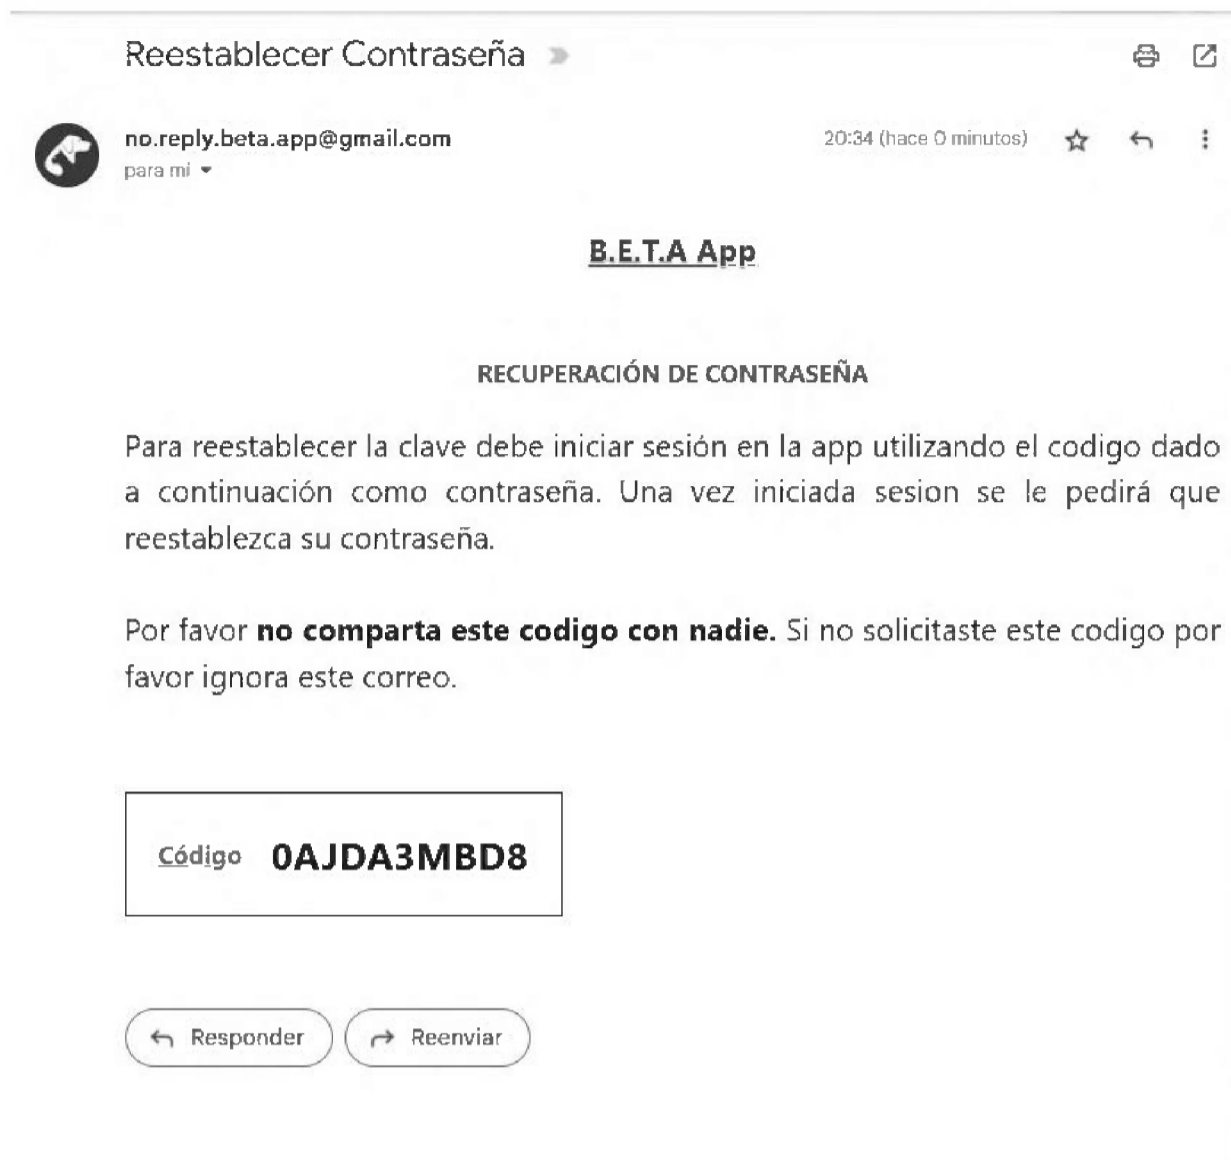 Reestablecer Contraseña
no.reply.beta.app@gmail.com
20:34 (hace 0 minutos)
para mí
B.E.T.A App
RECUPERACIÓN DE CONTRASEÑA
Para reestablecer la clave debe iniciar sesión en la app utilizando el codigo dado
a continuación como contraseña. Una vez iniciada sesion se le pedirá que
reestablezca su contraseña.
Por favor no comparta este codigo con nadie. Si no solicitaste este codigo por
favor ignora este correo.
Código 0AJDA3MBD8
Responder
Reenviar